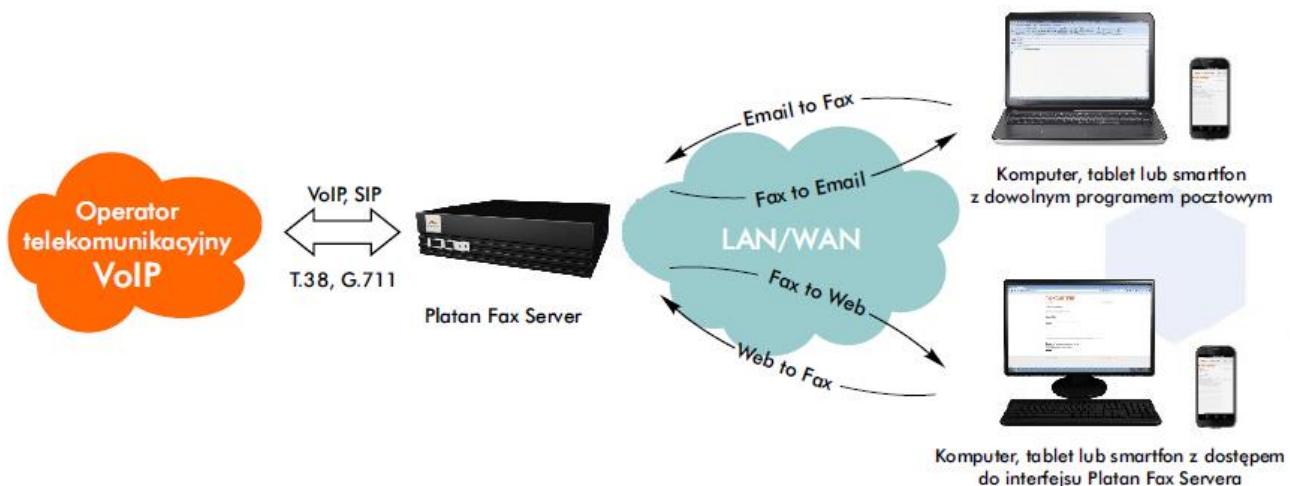 Operator
telekomunikacyjny
VoIP
VoIP, SIP
T.38, G.711
Platan Fax Server
Email to Fax
Fax to Email
LAN/WAN
Fax to Web
Web to Fax
Komputer, tablet lub smartfon
z dowolnym programem pocztowym
Komputer, tablet lub smartfon z dostępem
do interfejsu Platan Fax Servera